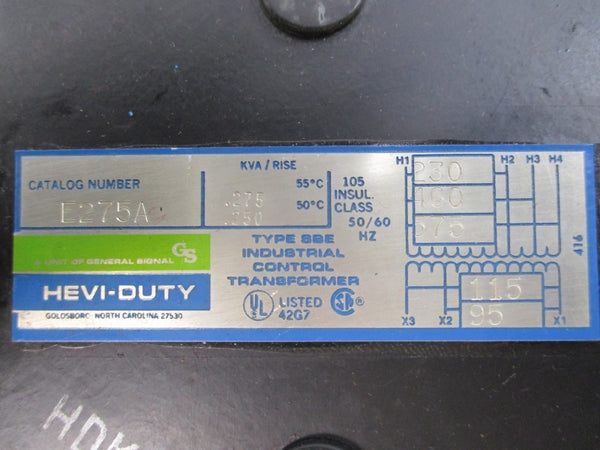 KVA / RISE
CATALOG NUMBER
E275A
.275 55°C
.250 50°C
105
INSUL.
CLASS
50/60
HZ
H1 230 H2 H3 H4
460
575
416
GS
A UNIT OF GENERAL SIGNAL
HEVI-DUTY
GOLDSBORO NORTH CAROLINA 27530
TYPE SBE
INDUSTRIAL
CONTROL
TRANSFORMER
UL LISTED SA
42G7
115
95
X3 X2 X1